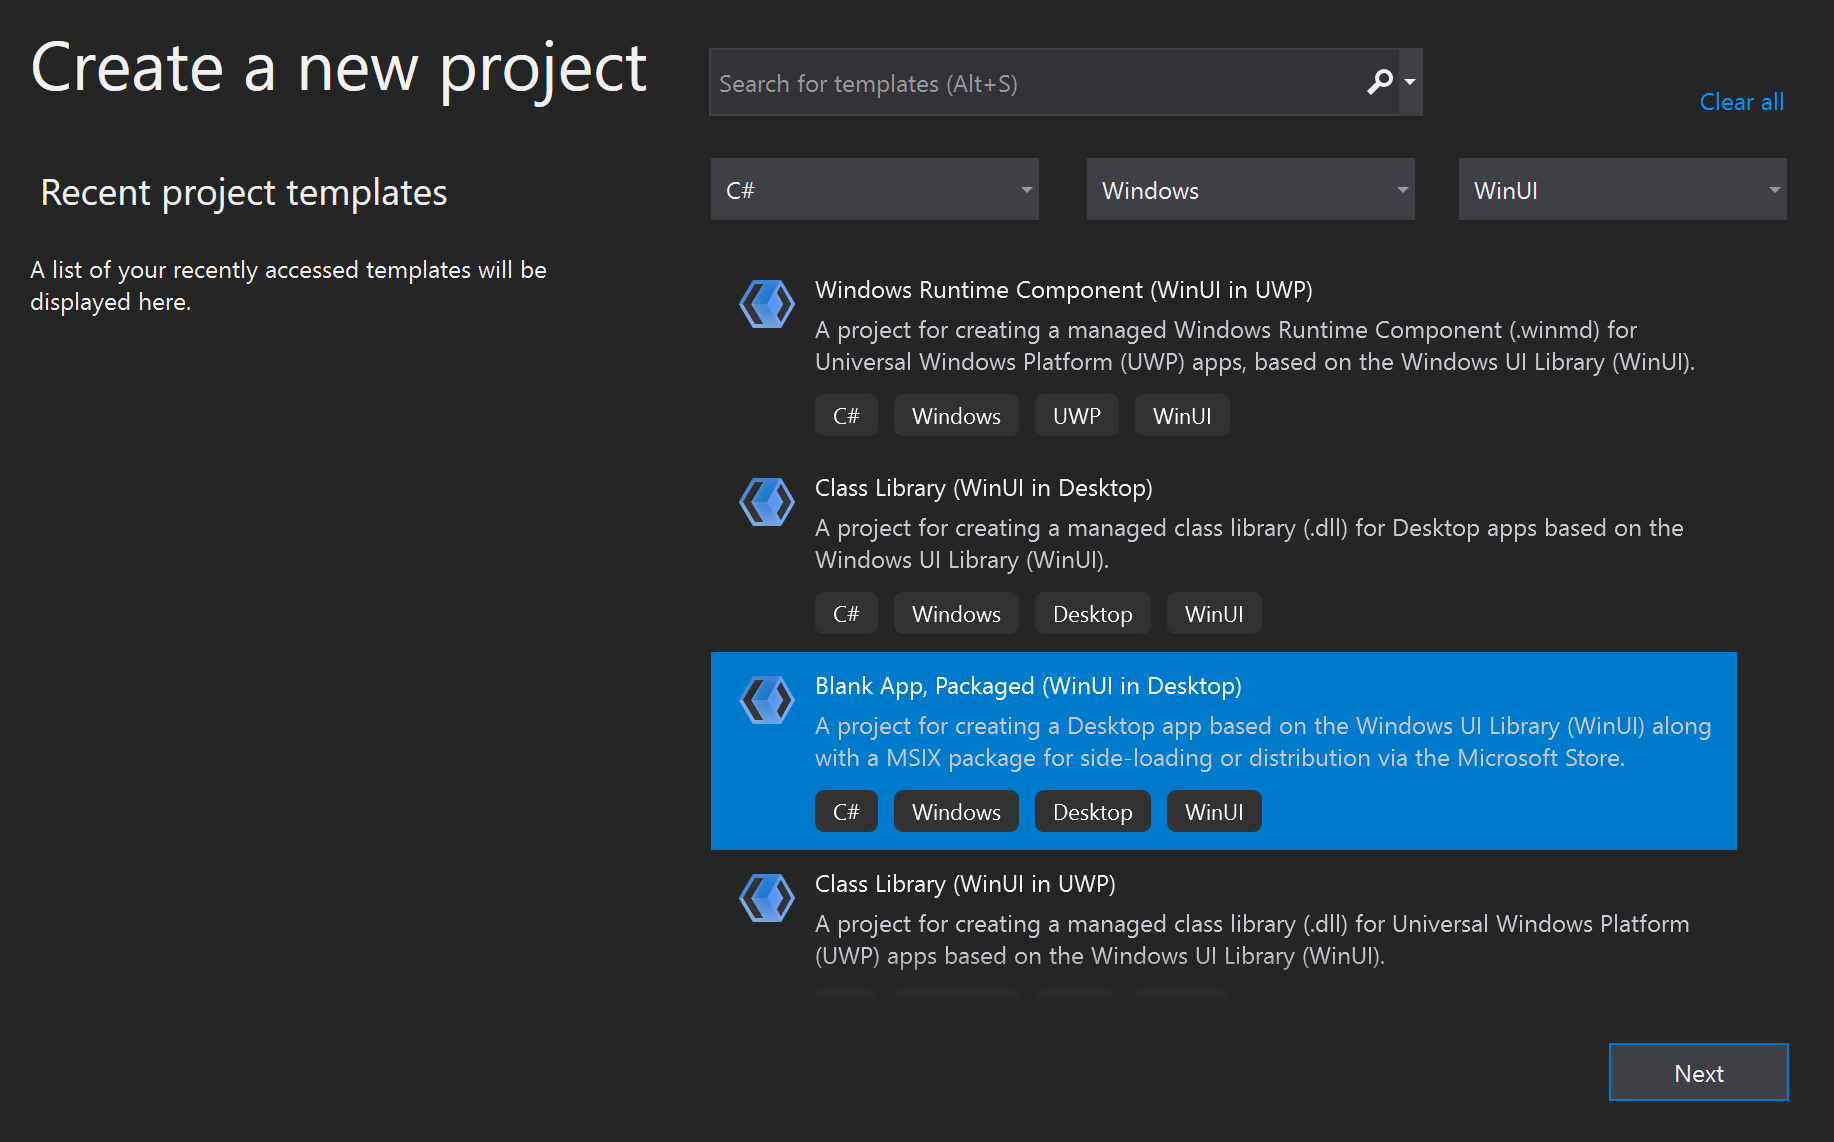 Create a new project
Search for templates (Alt+S)
Clear all
Recent project templates
A list of your recently accessed templates will be
displayed here.
C#
Windows
WinUI
Windows Runtime Component (WinUI in UWP)
A project for creating a managed Windows Runtime Component (.winmd) for
Universal Windows Platform (UWP) apps, based on the Windows UI Library (WinUI).
C# Windows UWP WinUI
Class Library (WinUI in Desktop)
A project for creating a managed class library (.dll) for Desktop apps based on the
Windows UI Library (WinUI).
C# Windows Desktop WinUI
Blank App, Packaged (WinUI in Desktop)
A project for creating a Desktop app based on the Windows UI Library (WinUI) along
with a MSIX package for side-loading or distribution via the Microsoft Store.
C# Windows Desktop WinUI
Class Library (WinUI in UWP)
A project for creating a managed class library (.dll) for Universal Windows Platform
(UWP) apps based on the Windows UI Library (WinUI).
Next